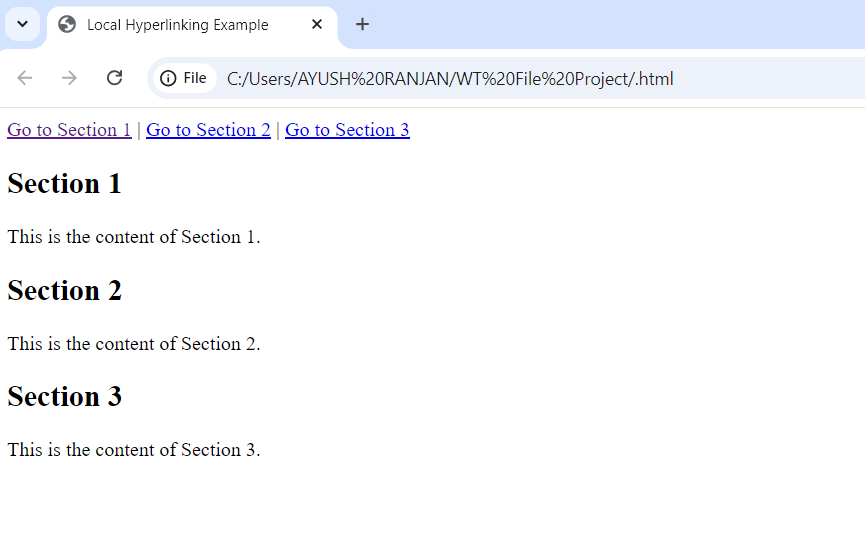 Local Hyperlinking Example
File C:/Users/AYUSH%20RANJAN/WT%20File%20Project/.html
Go to Section 1 | Go to Section 2 | Go to Section 3
Section 1
This is the content of Section 1.
Section 2
This is the content of Section 2.
Section 3
This is the content of Section 3.